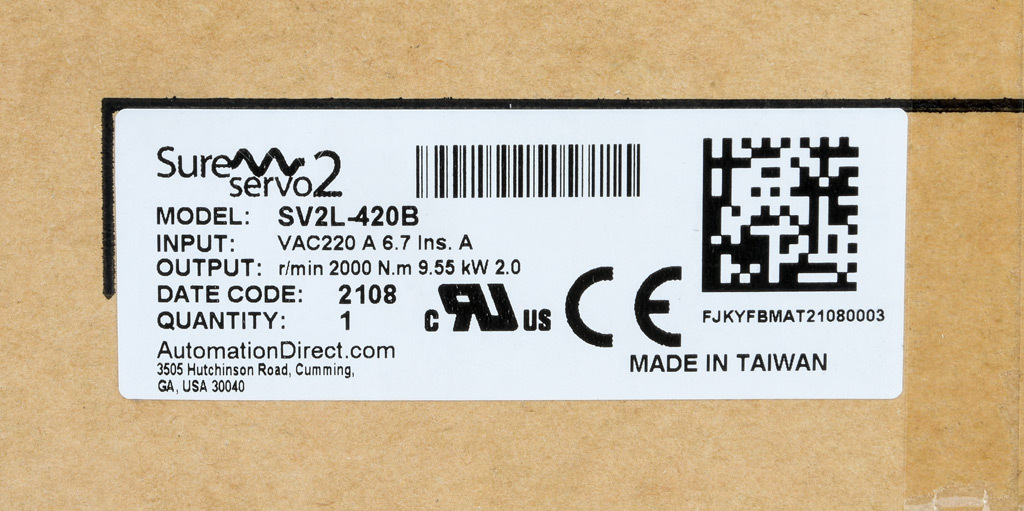 Sure servo 2
MODEL: SV2L-420B
INPUT: VAC220 A 6.7 Ins. A
OUTPUT: r/min 2000 N.m 9.55 kW 2.0
DATE CODE: 2108
QUANTITY: 1
AutomationDirect.com
3505 Hutchinson Road, Cumming,
GA, USA 30040
C RU US CE
FJKYFBMAT21080003
MADE IN TAIWAN